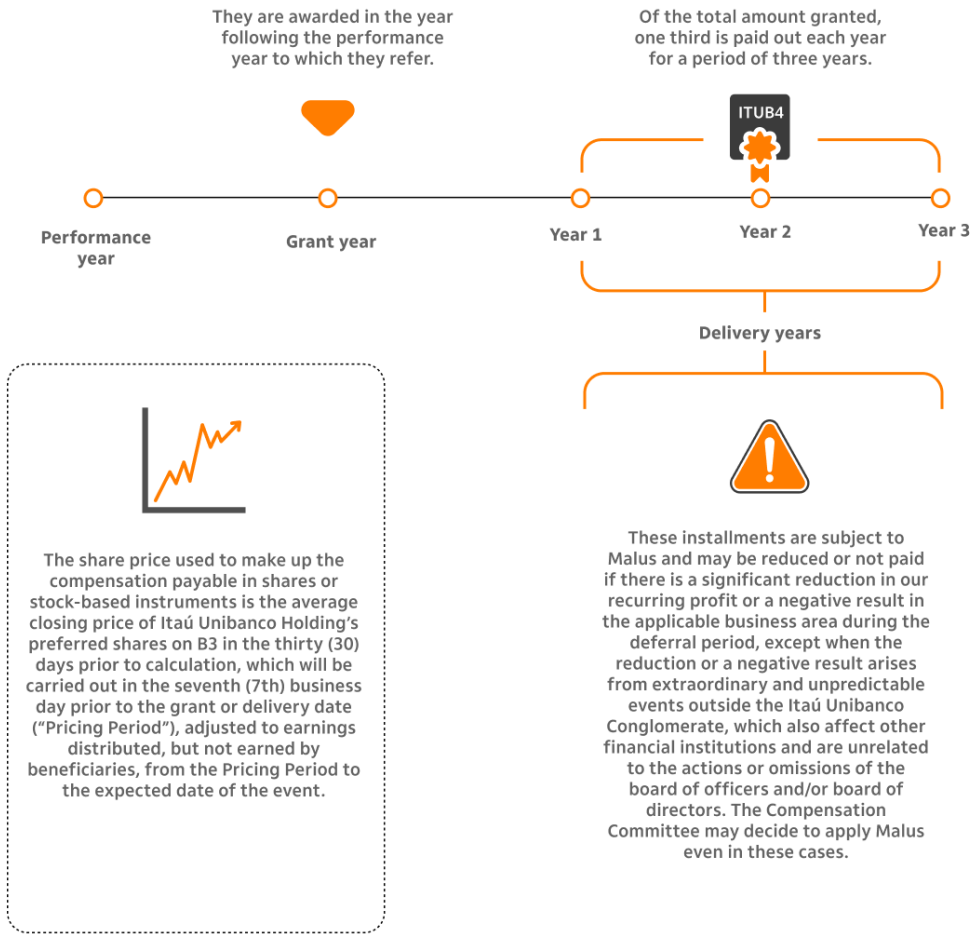 They are awarded in the year
following the performance
year to which they refer.
Of the total amount granted,
one third is paid out each year
for a period of three years.
ITUB4
Performance
year
Grant year
Year 1
Year 2
Year 3
Delivery years
The share price used to make up the
compensation payable in shares or
stock-based instruments is the average
closing price of Itaú Unibanco Holding’s
preferred shares on B3 in the thirty (30)
days prior to calculation, which will be
carried out in the seventh (7th) business
day prior to the grant or delivery date
(“Pricing Period”), adjusted to earnings
distributed, but not earned by
beneficiaries, from the Pricing Period to
the expected date of the event.
These installments are subject to
Malus and may be reduced or not paid
if there is a significant reduction in our
recurring profit or a negative result in
the applicable business area during the
deferral period, except when the
reduction or a negative result arises
from extraordinary and unpredictable
events outside the Itaú Unibanco
Conglomerate, which also affect other
financial institutions and are unrelated
to the actions or omissions of the
board of officers and/or board of
directors. The Compensation
Committee may decide to apply Malus
even in these cases.